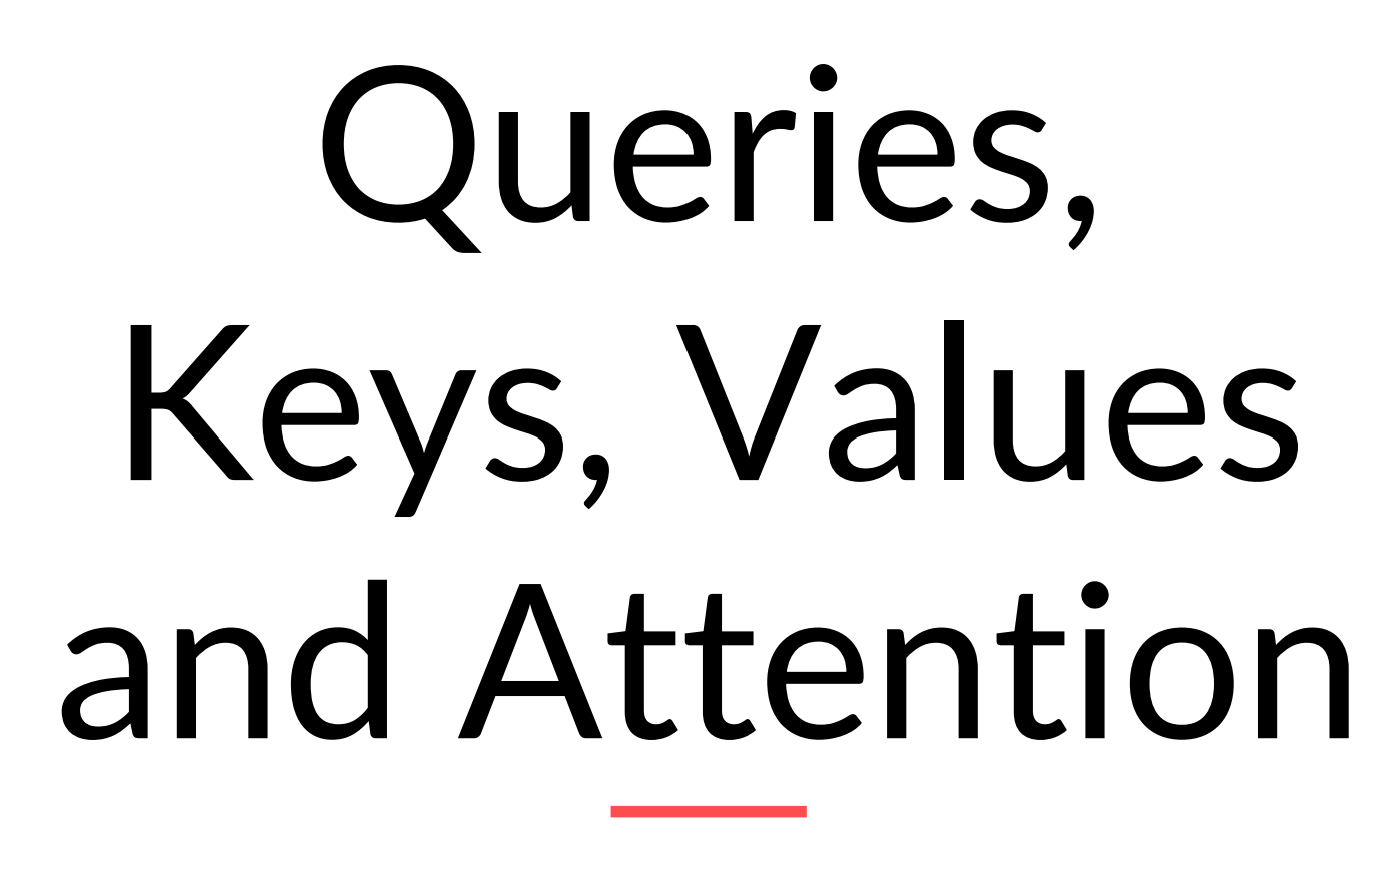 Queries,
Keys, Values
and Attention